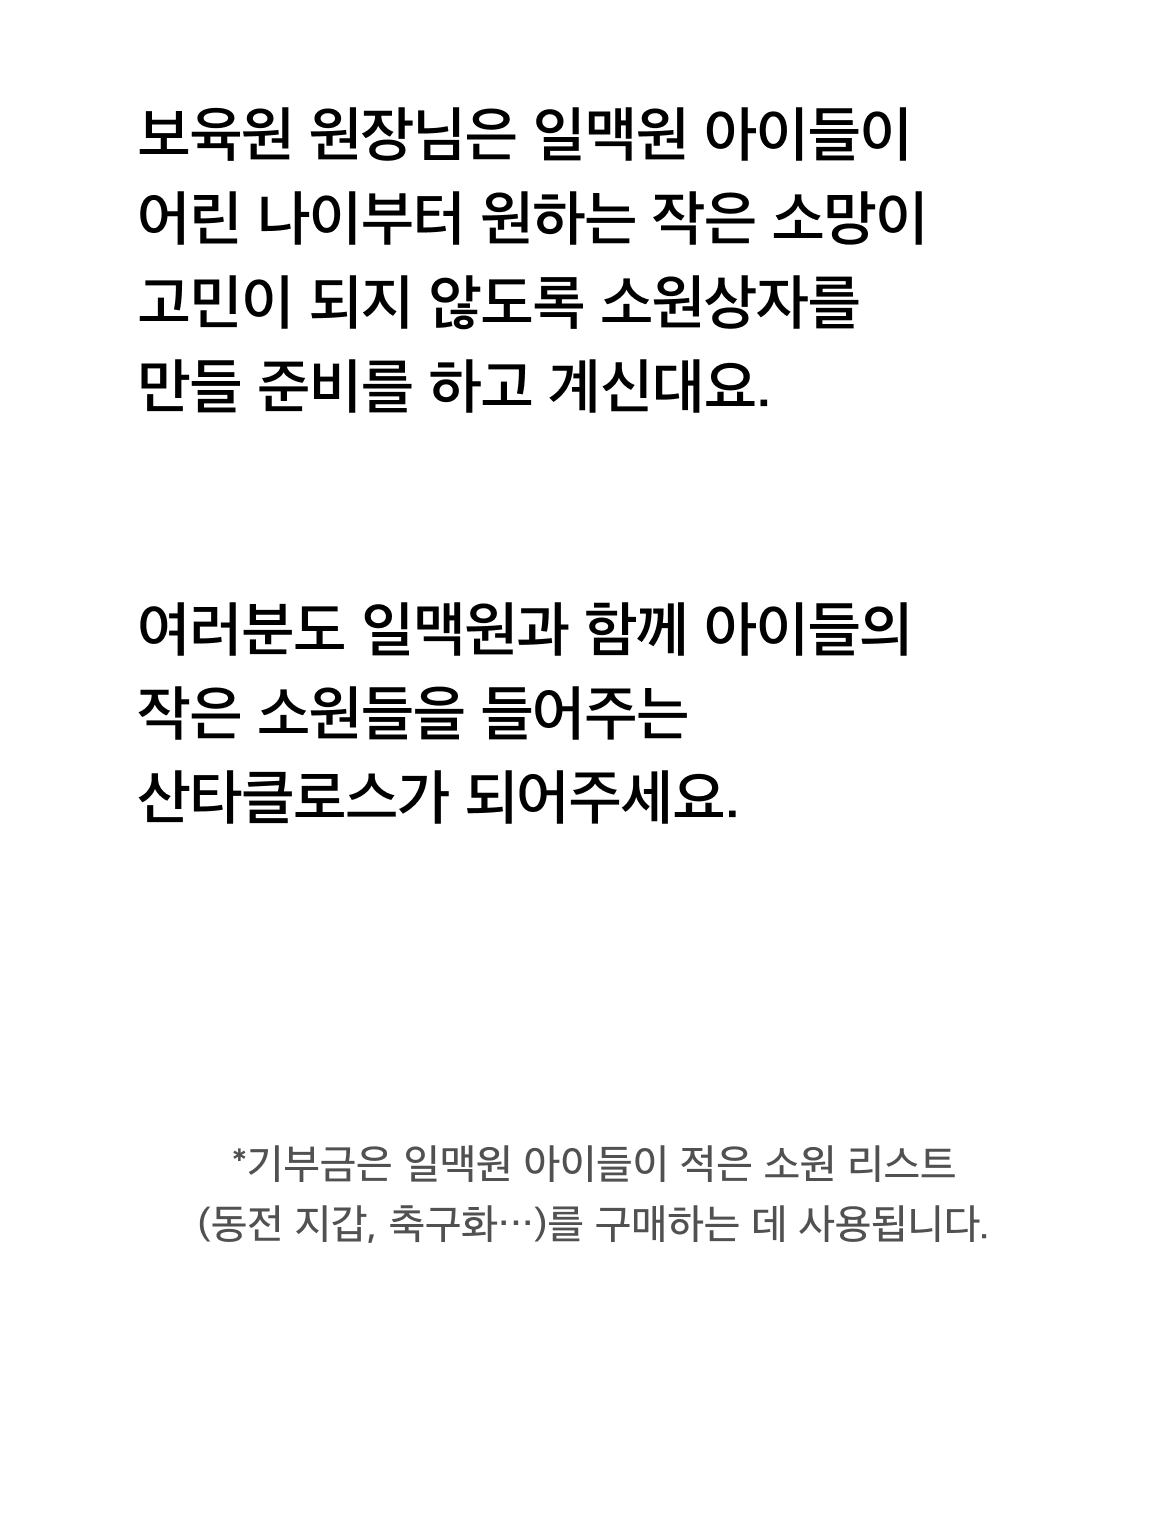 보육원 원장님은 일맥원 아이들이
어린 나이부터 원하는 작은 소망이
고민이 되지 않도록 소원상자를
만들 준비를 하고 계신대요.
여러분도 일맥원과 함께 아이들의
작은 소원들을 들어주는
산타클로스가 되어주세요.
*기부금은 일맥원 아이들이 적은 소원 리스트
(동전 지갑, 축구화…)를 구매하는 데 사용됩니다.